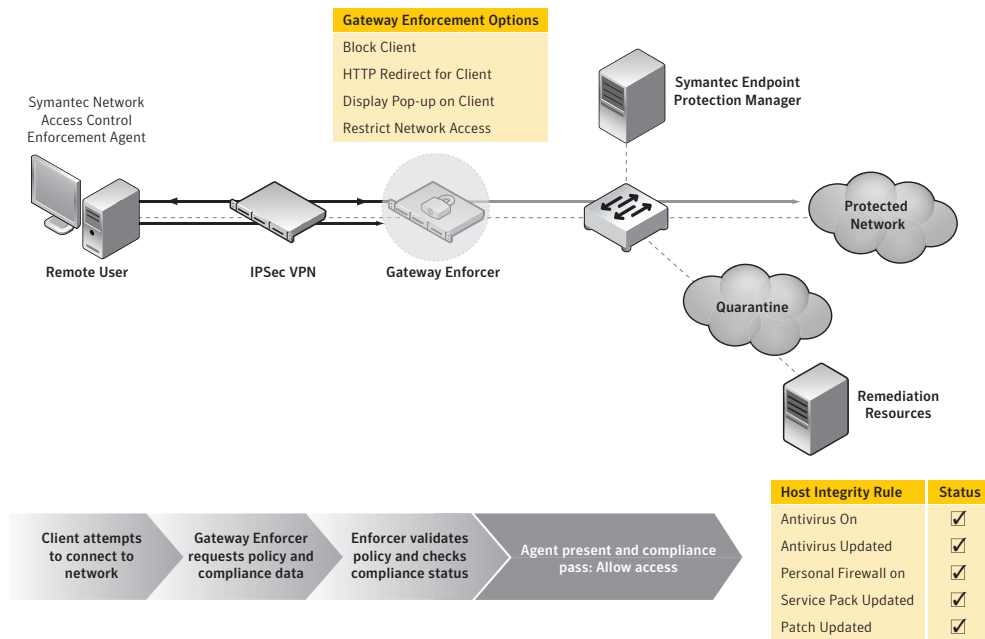 Gateway Enforcement Options
Block Client
HTTP Redirect for Client
Display Pop-up on Client
Restrict Network Access
Symantec Endpoint
Protection Manager
Symantec Network
Access Control
Enforcement Agent
Protected
Network
Remote User
IPSec VPN
Gateway Enforcer
Quarantine
Remediation
Resources
Client attempts
to connect to
network
Gateway Enforcer
requests policy and
compliance data
Enforcer validates
policy and checks
compliance status
Agent present and compliance
pass: Allow access
Host Integrity Rule Status
Antivirus On ☑
Antivirus Updated ☑
Personal Firewall on ☑
Service Pack Updated ☑
Patch Updated ☑